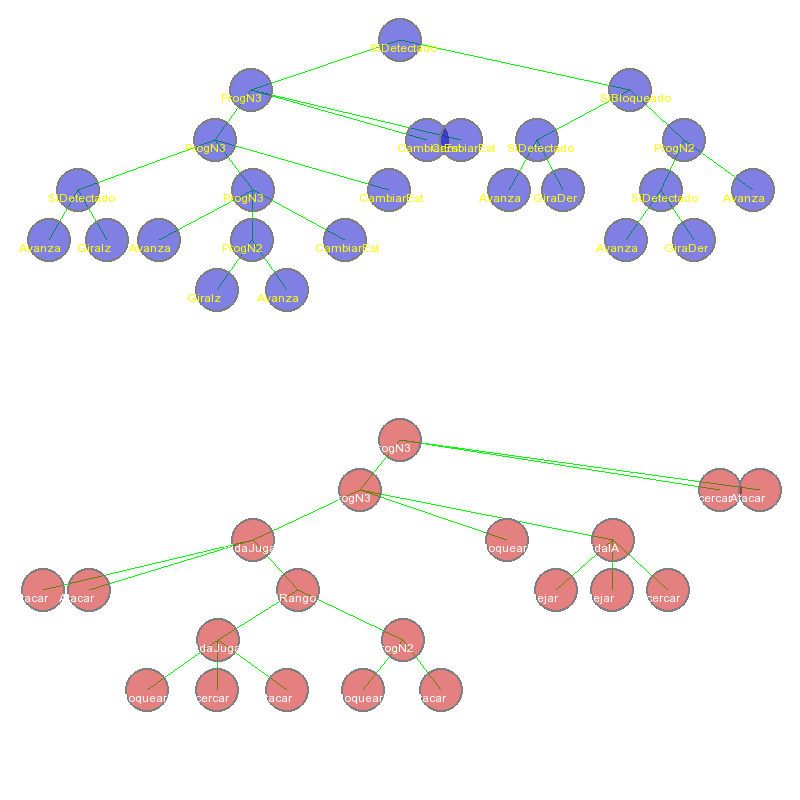 SiDetectado
ProgN3
SiBloqueado
ProgN3
CambiarEst
CambiarEst
SiDetectado
ProgN2
SiDetectado
ProgN3
CambiarEst
Avanza
GiraDer
SiDetectado
Avanza
Avanza
GiraIz
Avanza
ProgN2
CambiarEst
Avanza
GiraDer
GiraIz
Avanza
rogN3
rogN3
cercar
Atacar
idaJuga
loquear
idaIA
tacar
Atacar
Rango
lejar
lejar
cercar
idaJuga
rogN2
loquear
cercar
tacar
loquear
tacar